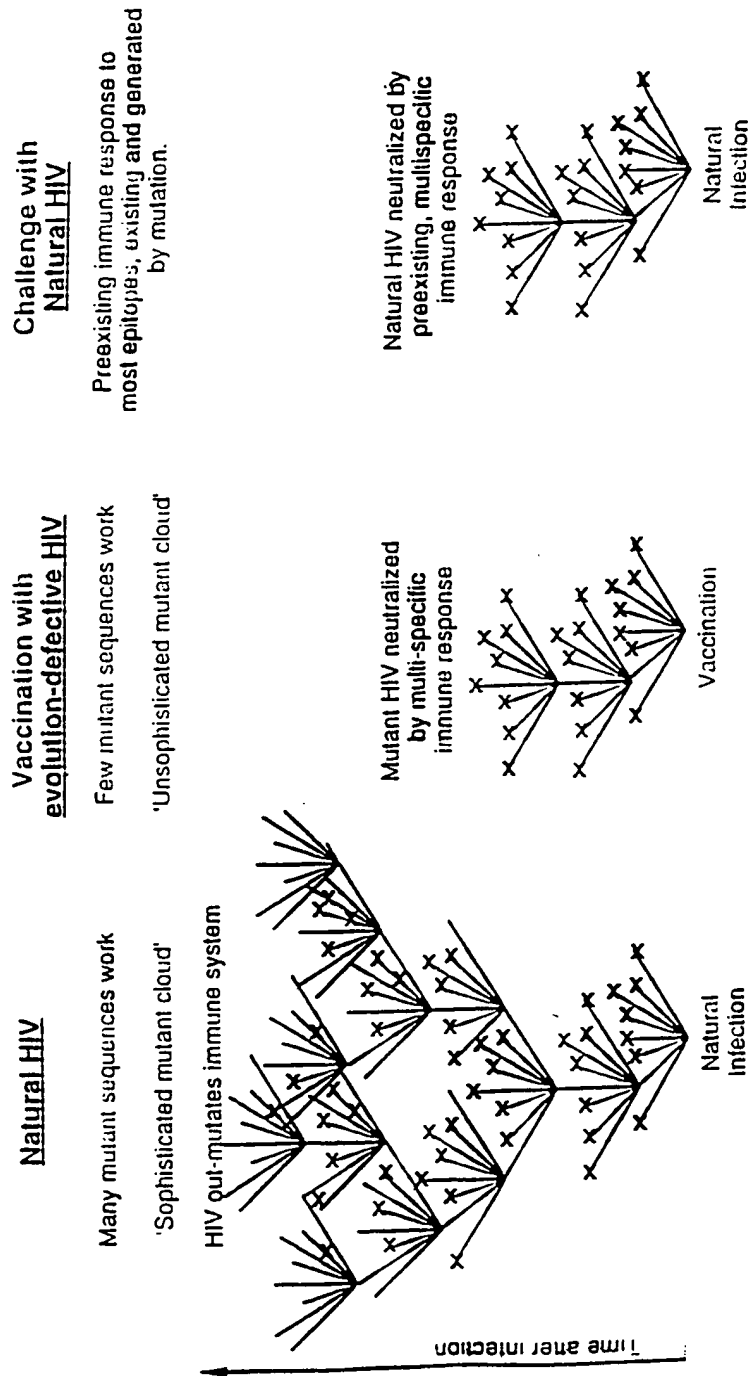 Natural HIV
Many mutant sequences work
'Sophisticated mutant cloud'
HIV out-mutates immune system
Natural
Infection
Time after infection
Vaccination with
evolution-defective HIV
Few mutant sequences work
'Unsophisticated mutant cloud'
Mutant HIV neutralized
by multi-specific
immune response
Vaccination
Challenge with
Natural HIV
Preexisting immune response to
most epitopes, existing and generated
by mutation.
Natural HIV neutralized by
preexisting, multispecific
immune response
Natural
Infection